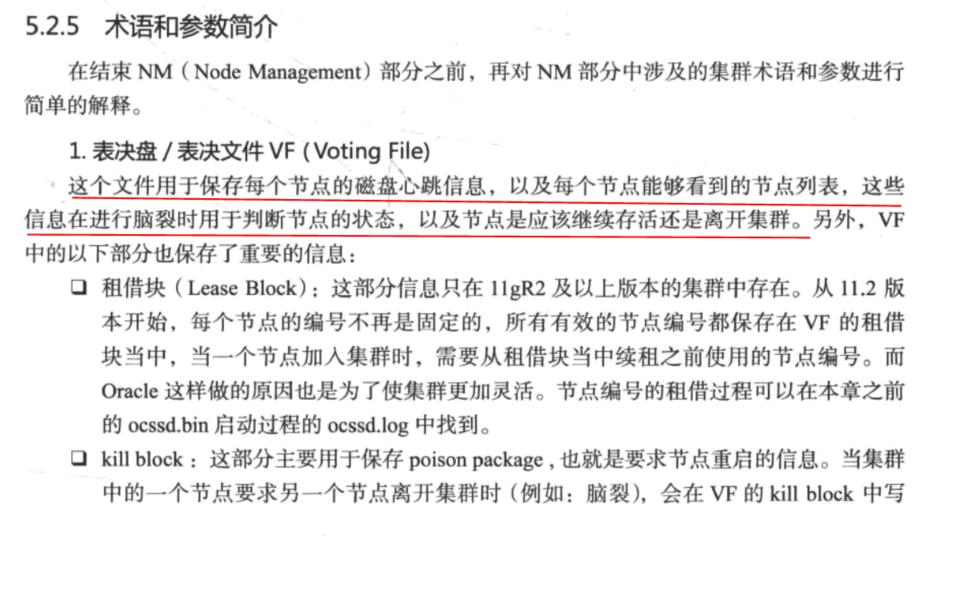 5.2.5 术语和参数简介
在结束 NM（Node Management）部分之前，再对 NM 部分中涉及的集群术语和参数进行
简单的解释。
1. 表决盘 / 表决文件 VF（Voting File)
这个文件用于保存每个节点的磁盘心跳信息，以及每个节点能够看到的节点列表，这些
信息在进行脑裂时用于判断节点的状态，以及节点是应该继续存活还是离开集群。另外，VF
中的以下部分也保存了重要的信息：
❑ 租借块（Lease Block）：这部分信息只在 11gR2 及以上版本的集群中存在。从 11.2 版
本开始，每个节点的编号不再是固定的，所有有效的节点编号都保存在 VF 的租借
块当中，当一个节点加入集群时，需要从租借块当中续租之前使用的节点编号。而
Oracle 这样做的原因也是为了使集群更加灵活。节点编号的租借过程可以在本章之前
的 ocssd.bin 启动过程的 ocssd.log 中找到。
❑ kill block：这部分主要用于保存 poison package , 也就是要求节点重启的信息。当集群
中的一个节点要求另一个节点离开集群时（例如：脑裂），会在 VF 的 kill block 中写